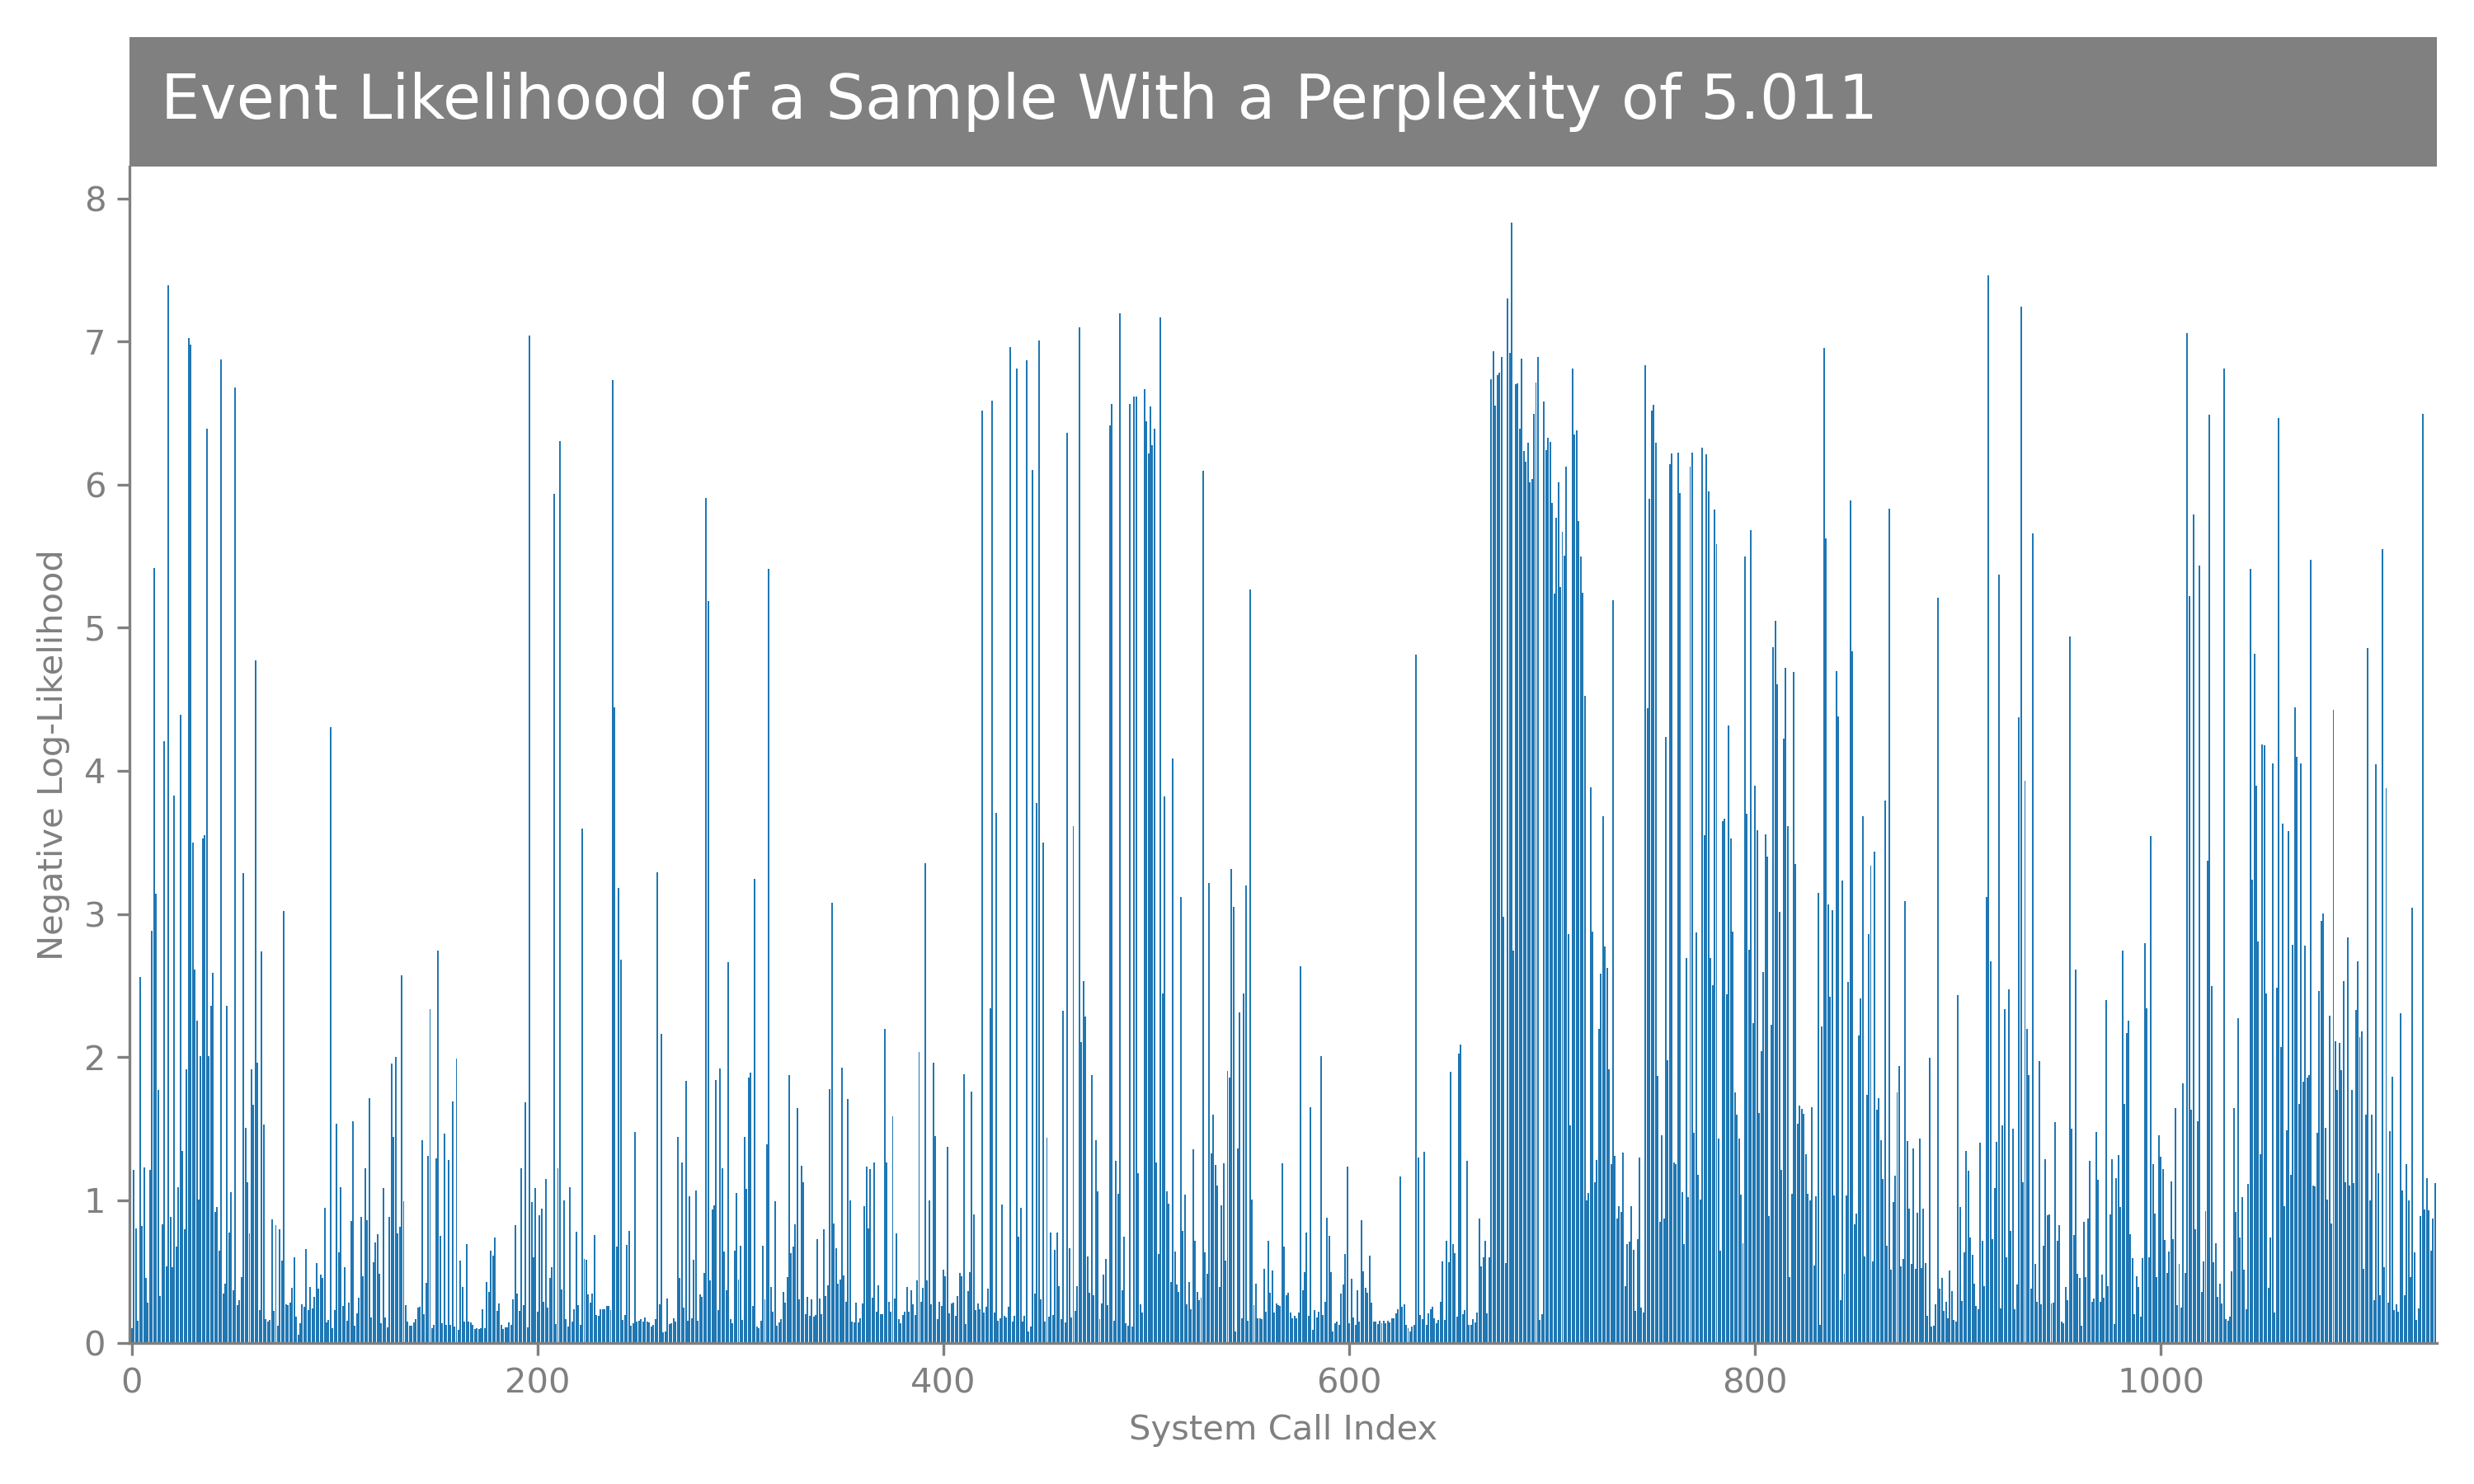 Event Likelihood of a Sample With a Perplexity of 5.011
8
7
6
5
4
3
2
1
0
Negative Log-Likelihood
0 200 400 600 800 1000
System Call Index